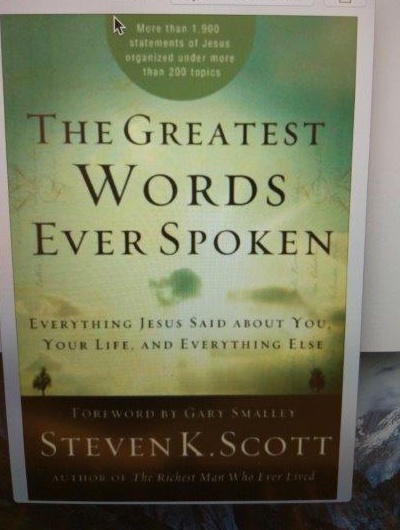 More than 1,900
statements of Jesus
organized under more
than 200 topics
THE GREATEST
WORDS
EVER SPOKEN
EVERYTHING JESUS SAID ABOUT YOU,
YOUR LIFE, AND EVERYTHING ELSE
FOREWORD BY GARY SMALLEY
STEVEN K. SCOTT
AUTHOR OF The Richest Man Who Ever Lived